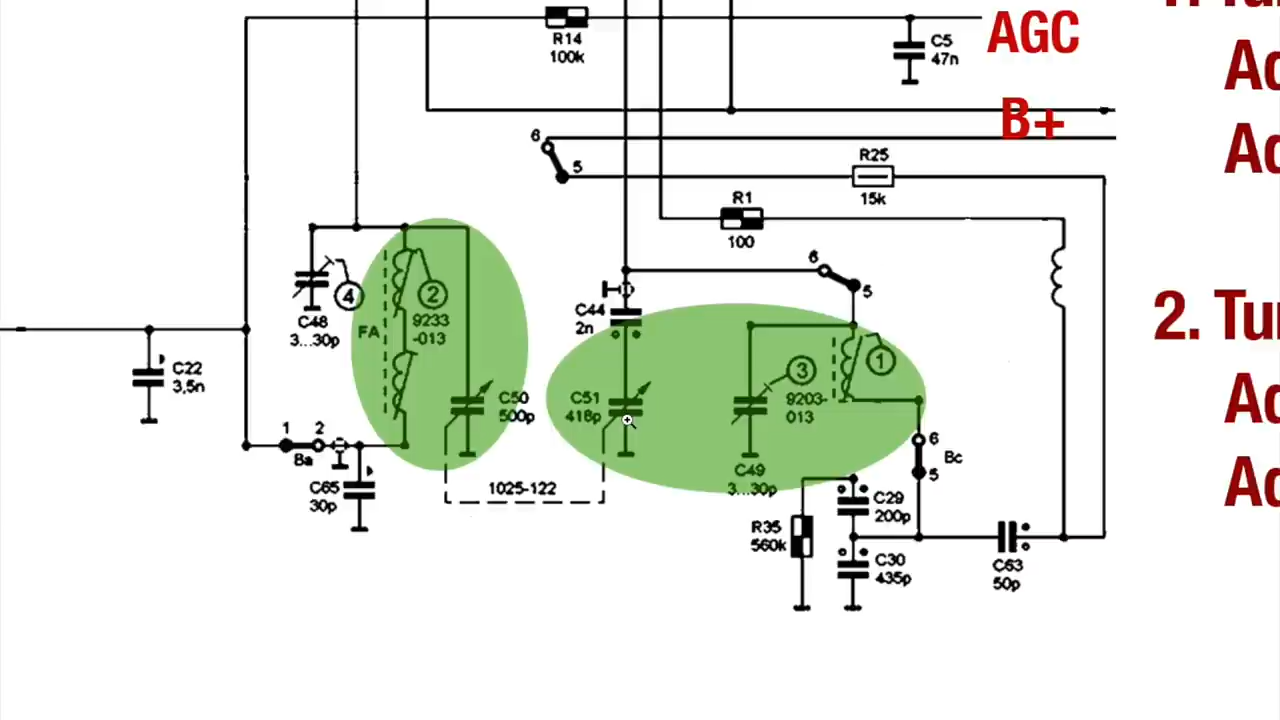 R14
100k
C5
47n
AGC
B+
6
5
R25
15k
R1
100
6
5
4
C48
3...30p
FA
2
9233
-013
C44
2n
C22
3,5n
C50
500p
C51
418p
3
9203-
013
1
1
2
Ba
C65
30p
1025-122
C49
3...30p
6
5
Bc
R35
560k
C29
200p
C30
435p
C63
50p
2.